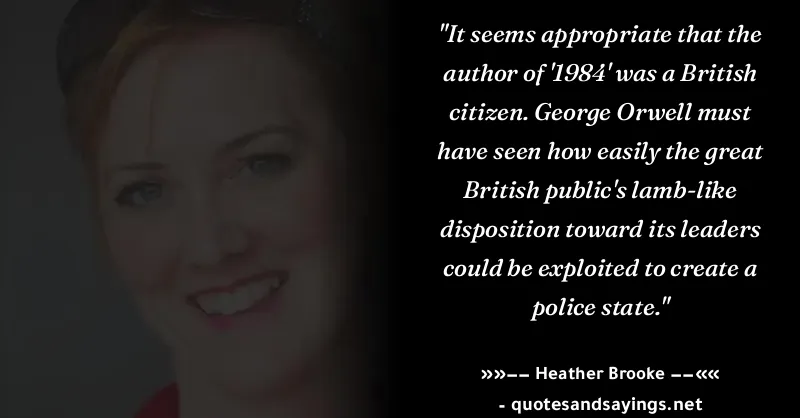 "It seems appropriate that the
author of '1984' was a British
citizen. George Orwell must
have seen how easily the great
British public's lamb-like
disposition toward its leaders
could be exploited to create a
police state."
»»—— Heather Brooke ——««
- quotesandsayings.net